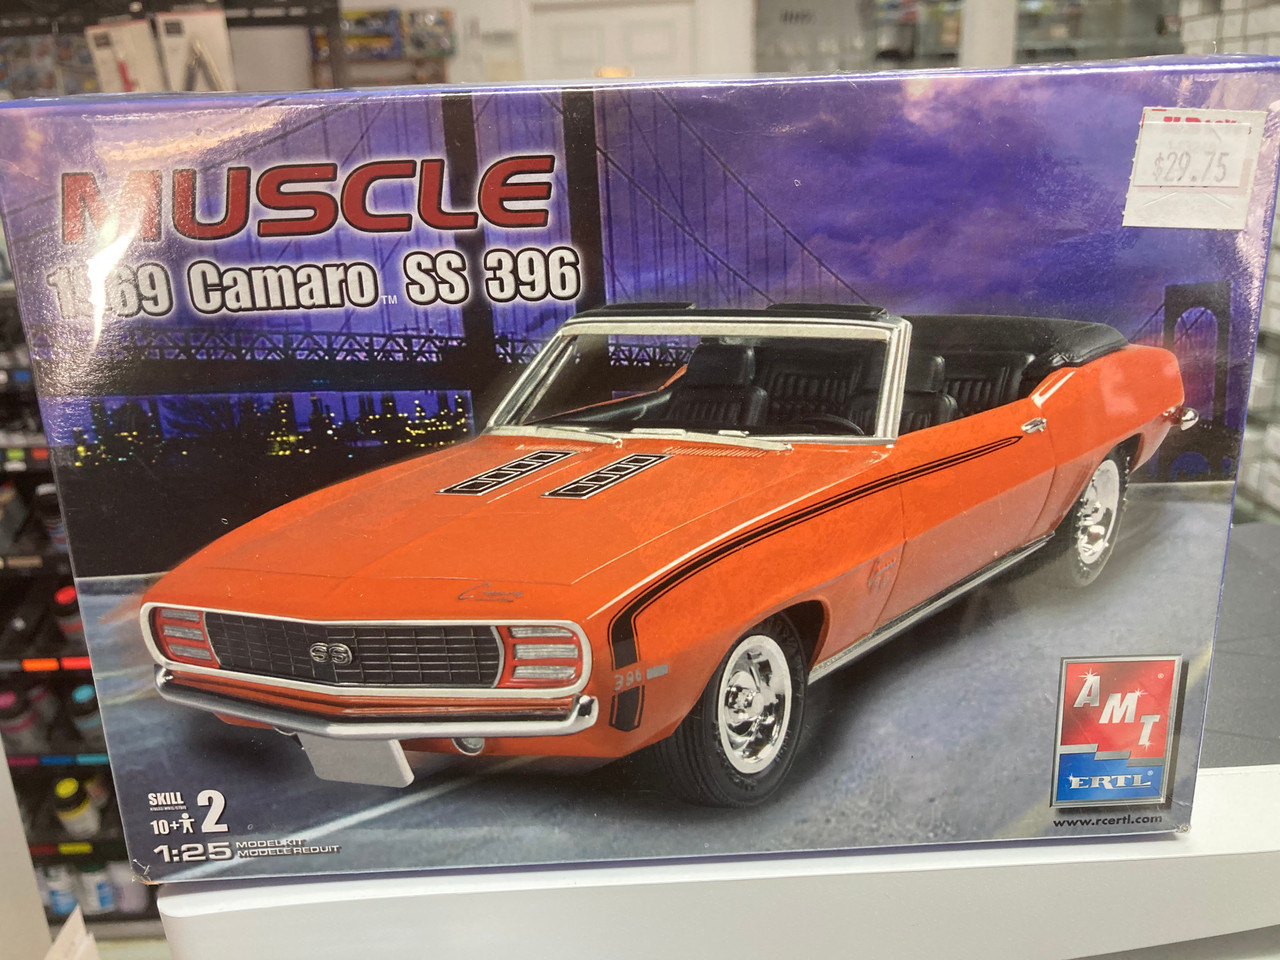 MUSCLE
1969 Camaro™ SS 396
$29.75
Camaro
SS
396
SKILL
2
10+
1:25
MODEL KIT
MODELE REDUIT
AMT
ERTL®
www.rcertl.com